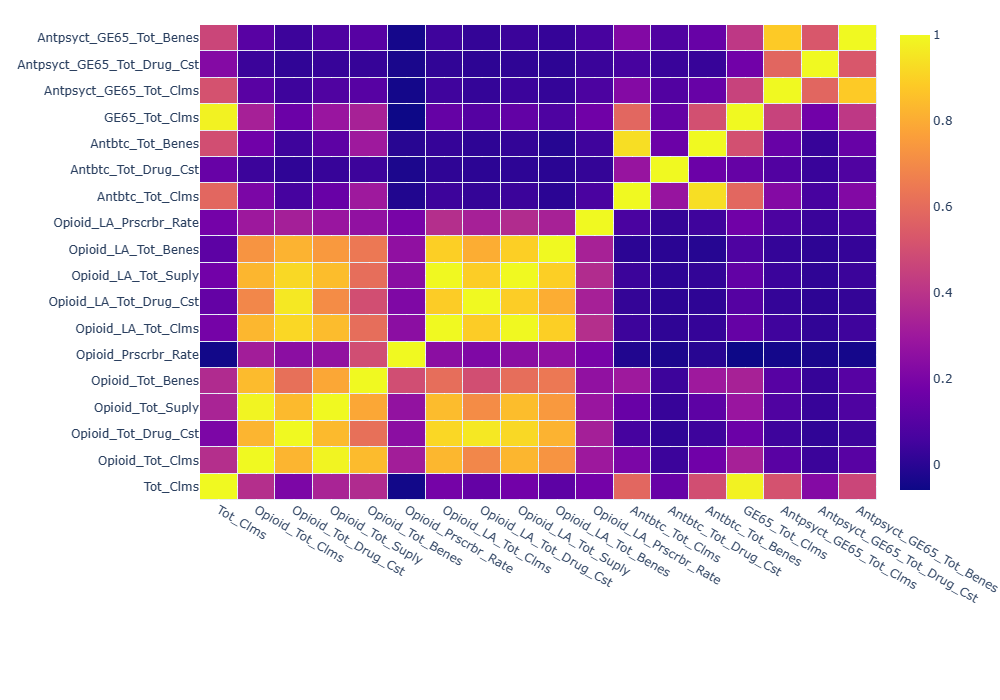 Antpsyct_GE65_Tot_Benes
Antpsyct_GE65_Tot_Drug_Cst
Antpsyct_GE65_Tot_Clms
GE65_Tot_Clms
Antbtc_Tot_Benes
Antbtc_Tot_Drug_Cst
Antbtc_Tot_Clms
Opioid_LA_Prscrbr_Rate
Opioid_LA_Tot_Benes
Opioid_LA_Tot_Suply
Opioid_LA_Tot_Drug_Cst
Opioid_LA_Tot_Clms
Opioid_Prscrbr_Rate
Opioid_Tot_Benes
Opioid_Tot_Suply
Opioid_Tot_Drug_Cst
Opioid_Tot_Clms
Tot_Clms
Tot_Clms
Opioid_Tot_Clms
Opioid_Tot_Drug_Cst
Opioid_Tot_Suply
Opioid_Tot_Benes
Opioid_Prscrbr_Rate
Opioid_LA_Tot_Clms
Opioid_LA_Tot_Drug_Cst
Opioid_LA_Tot_Suply
Opioid_LA_Tot_Benes
Opioid_LA_Prscrbr_Rate
Antbtc_Tot_Clms
Antbtc_Tot_Drug_Cst
Antbtc_Tot_Benes
GE65_Tot_Clms
Antpsyct_GE65_Tot_Clms
Antpsyct_GE65_Tot_Drug_Cst
Antpsyct_GE65_Tot_Benes
1
0.8
0.6
0.4
0.2
0